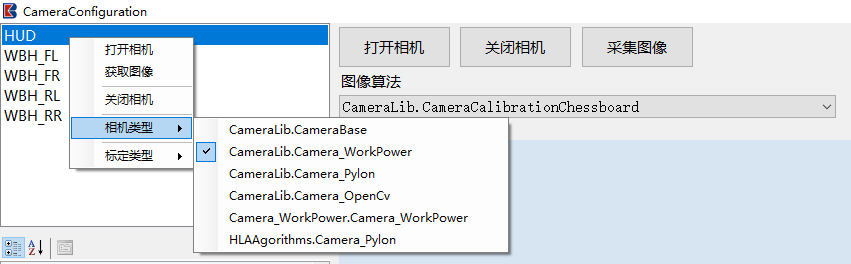 CameraConfiguration
HUD
WBH_FL
WBH_FR
WBH_RL
WBH_RR
打开相机
获取图像
关闭相机
相机类型
标定类型
CameraLib.CameraBase
CameraLib.Camera_WorkPower
CameraLib.Camera_Pylon
CameraLib.Camera_OpenCv
Camera_WorkPower.Camera_WorkPower
HLAAgorithms.Camera_Pylon
打开相机
关闭相机
采集图像
图像算法
CameraLib.CameraCalibrationChessboard